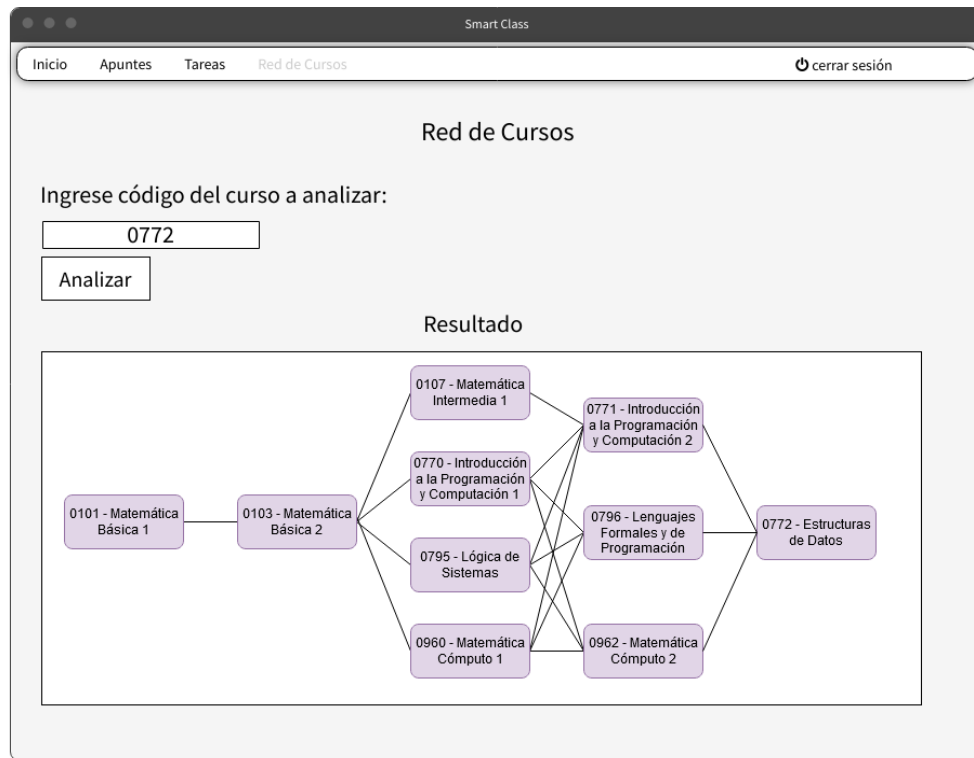 Smart Class
Inicio Apuntes Tareas Red de Cursos cerrar sesión
Red de Cursos
Ingrese código del curso a analizar:
0772
Analizar
Resultado
0101 - Matemática
Básica 1
0103 - Matemática
Básica 2
0107 - Matemática
Intermedia 1
0770 - Introducción
a la Programación
y Computación 1
0795 - Lógica de
Sistemas
0960 - Matemática
Cómputo 1
0771 - Introducción
a la Programación
y Computación 2
0796 - Lenguajes
Formales y de
Programación
0962 - Matemática
Cómputo 2
0772 - Estructuras
de Datos